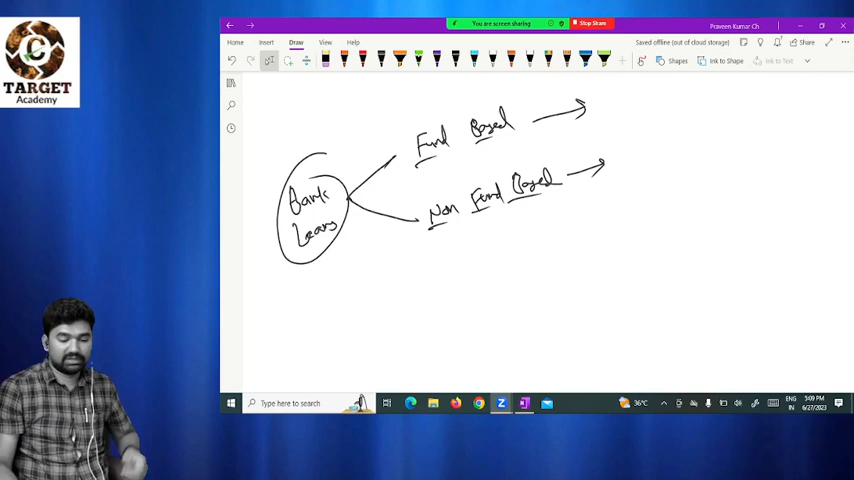 You are screen sharing
Stop Share
Praveen Kumar Ch
Home Insert Draw View Help
Saved offline (out of cloud storage)
Share
Shapes
Ink to Shape
Ink to Text
TARGET
Academy
Fund Based
Non Fund Based
Bank
Loans
Type here to search
36°C
ENG
IN
5:09 PM
6/27/2023